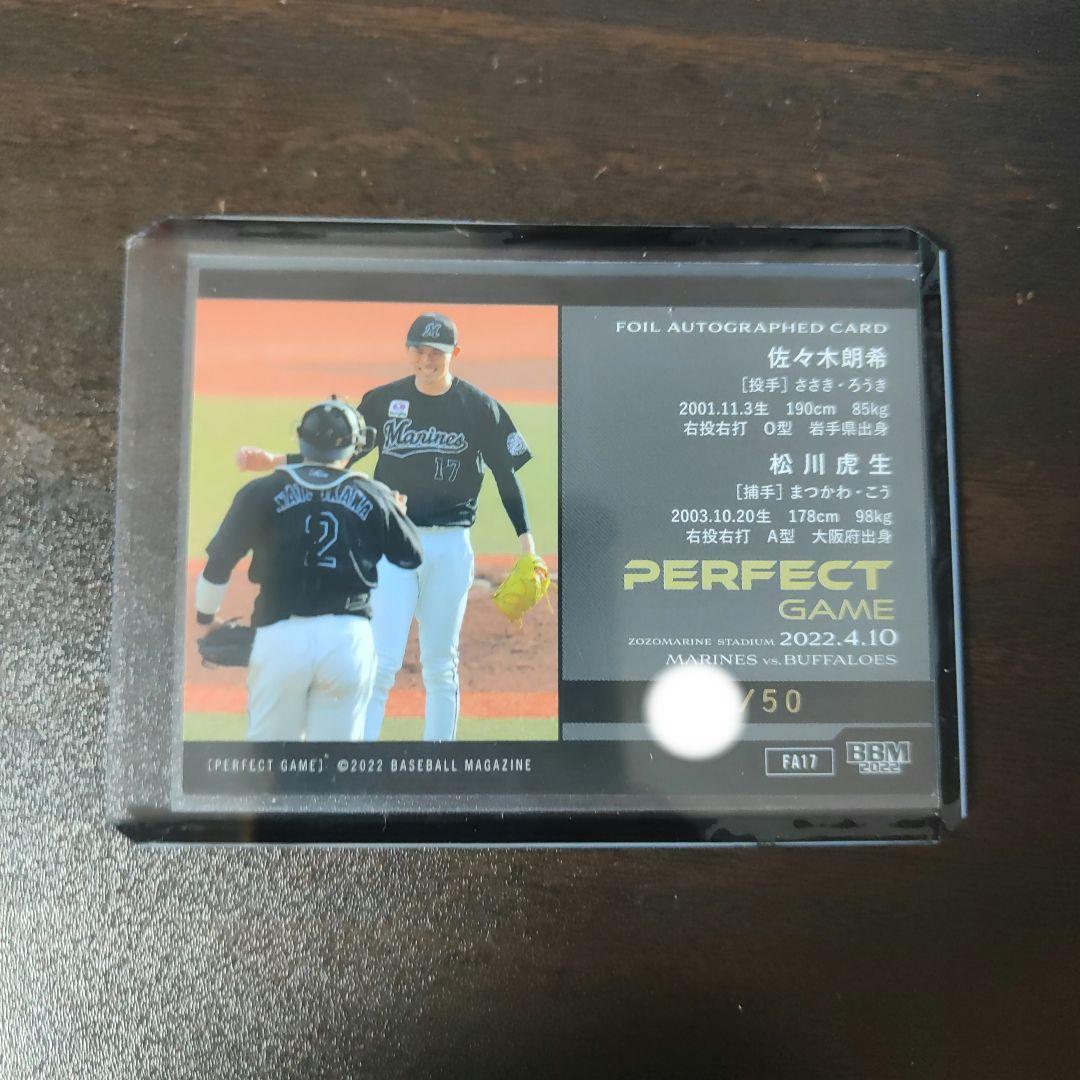 M
Marines
17
2
FOIL AUTOGRAPHED CARD
佐々木朗希
[投手] ささき・ろうき
2001.11.3生 190cm 85kg
右投右打 O型 岩手県出身
松川虎生
[捕手] まつかわ・こう
2003.10.20生 178cm 98kg
右投右打 A型 大阪府出身
PERFECT
GAME
ZOZOMARINE STADIUM 2022.4.10
MARINES vs. BUFFALOES
/50
[PERFECT GAME] ©2022 BASEBALL MAGAZINE
FA17
BBM
2022